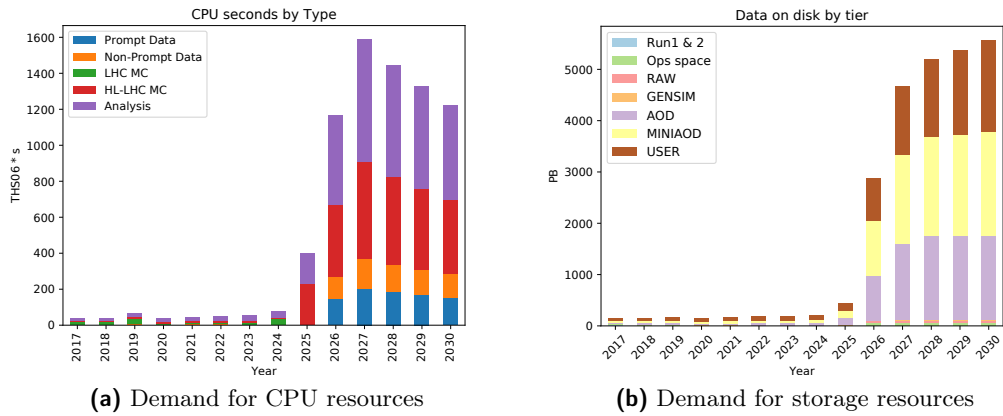 CPU seconds by Type
1600
1400
1200
1000
800
600
400
200
0
THS06 * s
Prompt Data
Non-Prompt Data
LHC MC
HL-LHC MC
Analysis
2017
2018
2019
2020
2021
2022
2023
2024
2025
2026
2027
2028
2029
2030
Year
(a) Demand for CPU resources
Data on disk by tier
5000
4000
3000
2000
1000
0
PB
Run1 & 2
Ops space
RAW
GENSIM
AOD
MINIAOD
USER
2017
2018
2019
2020
2021
2022
2023
2024
2025
2026
2027
2028
2029
2030
Year
(b) Demand for storage resources